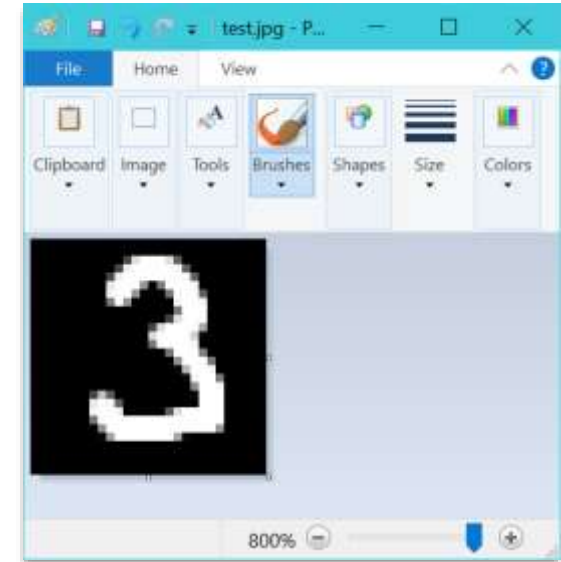 test.jpg - P...
File Home View
Clipboard Image Tools Brushes Shapes Size Colors
3
800%